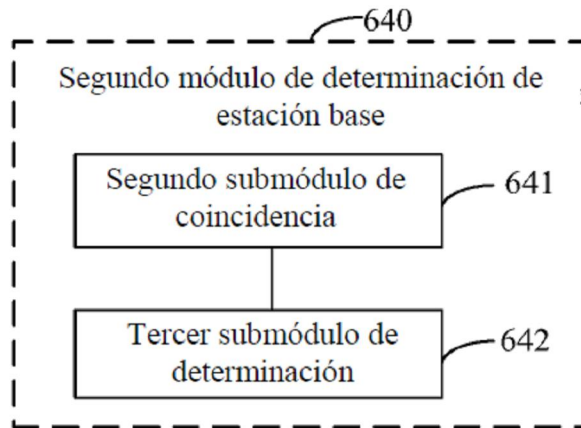 640
Segundo módulo de determinación de
estación base
Segundo submódulo de
coincidencia
641
Tercer submódulo de
determinación
642